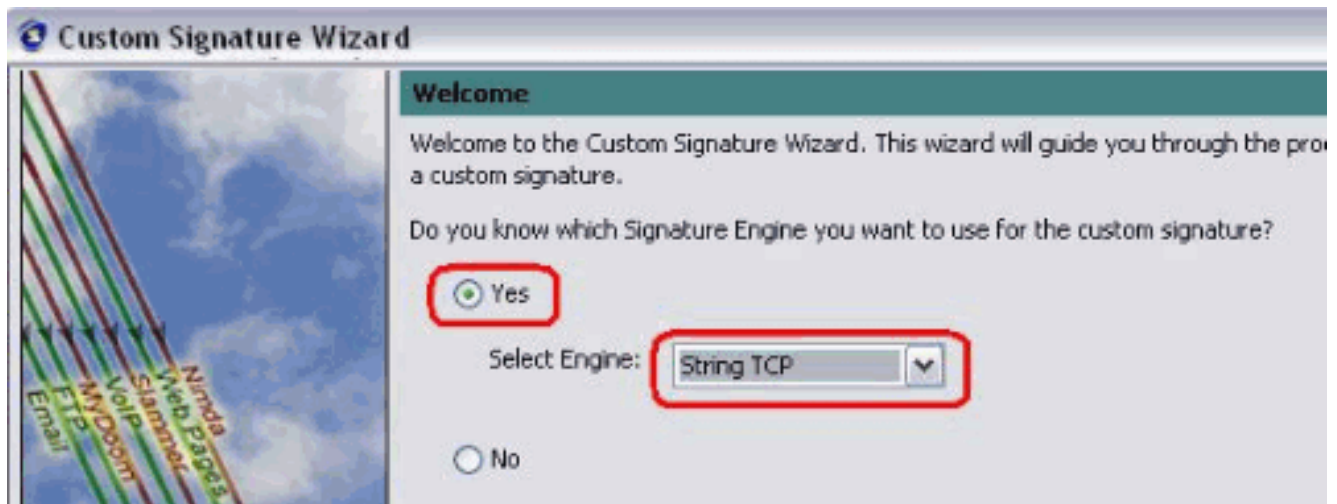 Custom Signature Wizard
Welcome
Welcome to the Custom Signature Wizard. This wizard will guide you through the
a custom signature.
Do you know which Signature Engine you want to use for the custom signature?
Yes
Select Engine: String TCP
No
Nimda
Web Pages
Slammer
VoIP
MyDoom
FTP
Email